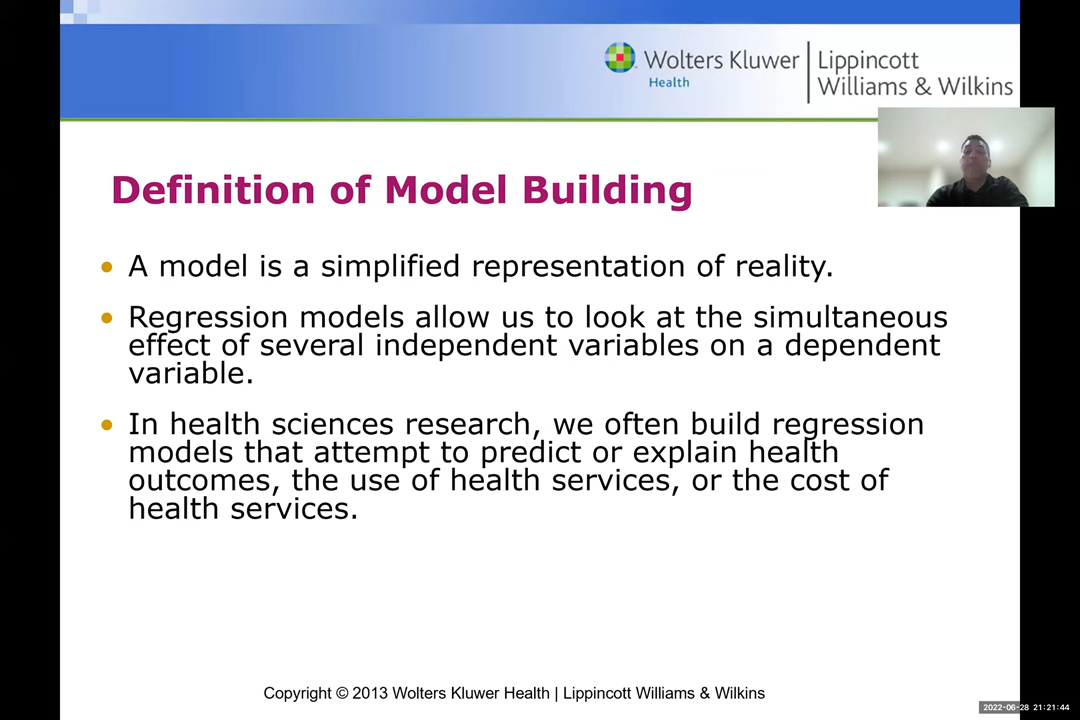 Wolters Kluwer
Health
Lippincott
Williams & Wilkins
Definition of Model Building
• A model is a simplified representation of reality.
• Regression models allow us to look at the simultaneous
effect of several independent variables on a dependent
variable.
• In health sciences research, we often build regression
models that attempt to predict or explain health
outcomes, the use of health services, or the cost of
health services.
Copyright © 2013 Wolters Kluwer Health | Lippincott Williams & Wilkins
2022-06-28 21:21:44